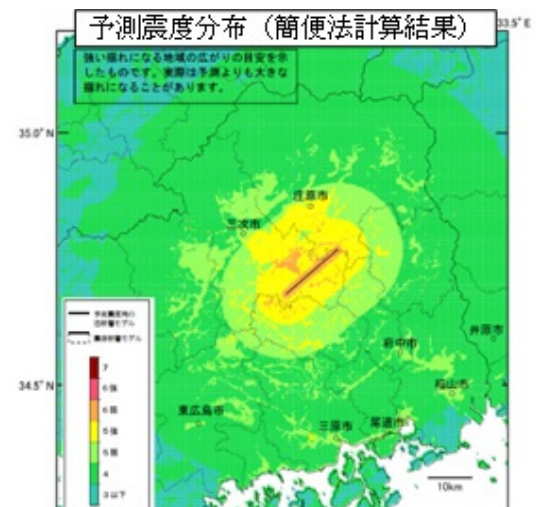 予測震度分布（簡便法計算結果）
33.5°E
強い揺れになる地域の広がりの目安を示
したものです。実際は予測よりも大きな
揺れになることがあります。
35.0°N
庄原市
三次市
府中市
井原市
34.5°N
福山市
東広島市
三原市
尾道市
7
6強
6弱
5強
5弱
4
3以下
10km